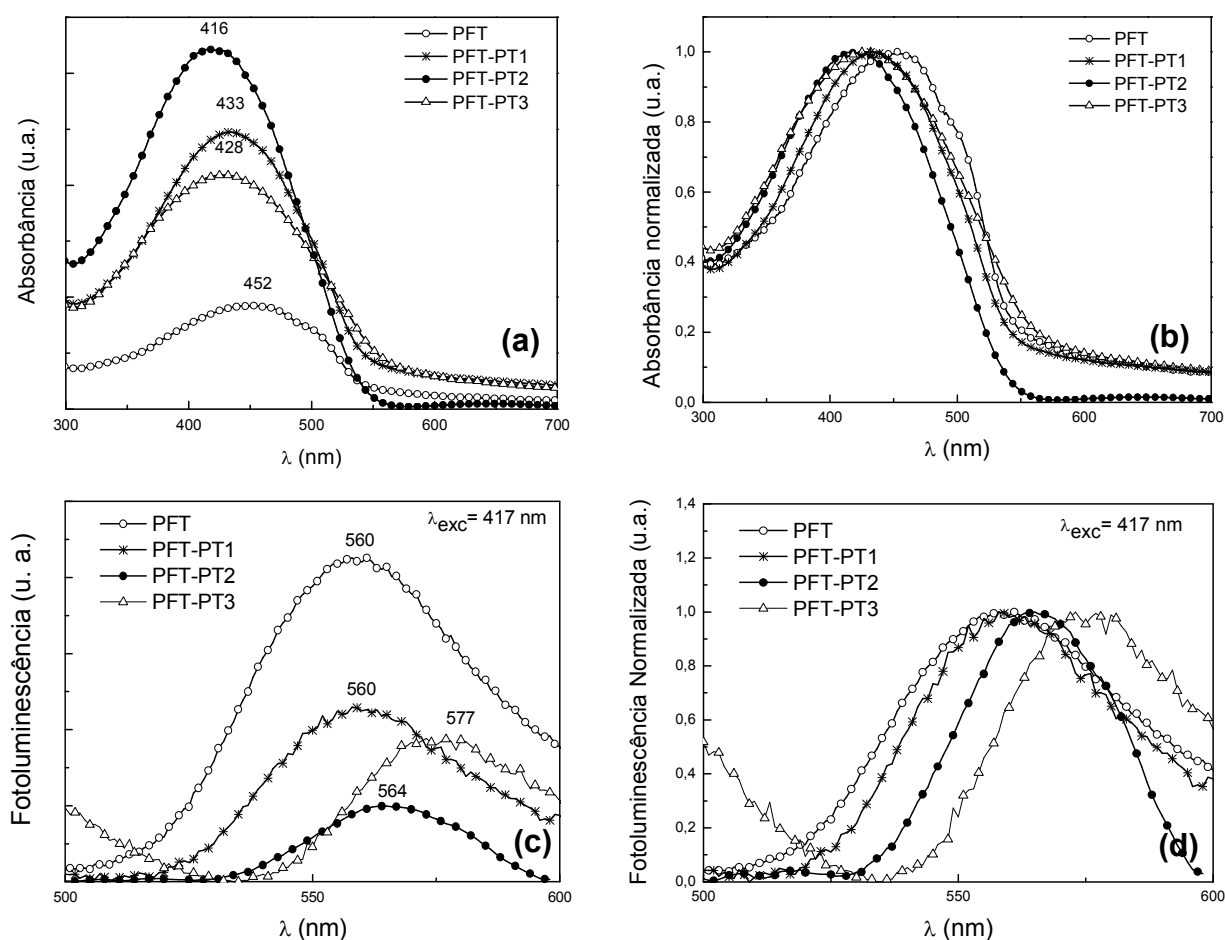 416
433
428
452
PFT
PFT-PT1
PFT-PT2
PFT-PT3
(a)
Absorbância (u.a.)
300 400 500 600 700
λ (nm)
PFT
PFT-PT1
PFT-PT2
PFT-PT3
(b)
Absorbância normalizada (u.a.)
1,0
0,8
0,6
0,4
0,2
0,0
300 400 500 600 700
λ (nm)
PFT
PFT-PT1
PFT-PT2
PFT-PT3
λexc= 417 nm
560
560
577
564
(c)
Fotoluminescência (u. a.)
500 550 600
λ (nm)
PFT
PFT-PT1
PFT-PT2
PFT-PT3
λexc= 417 nm
(d)
Fotoluminescência Normalizada (u.a.)
1,4
1,2
1,0
0,8
0,6
0,4
0,2
0,0
500 550 600
λ (nm)